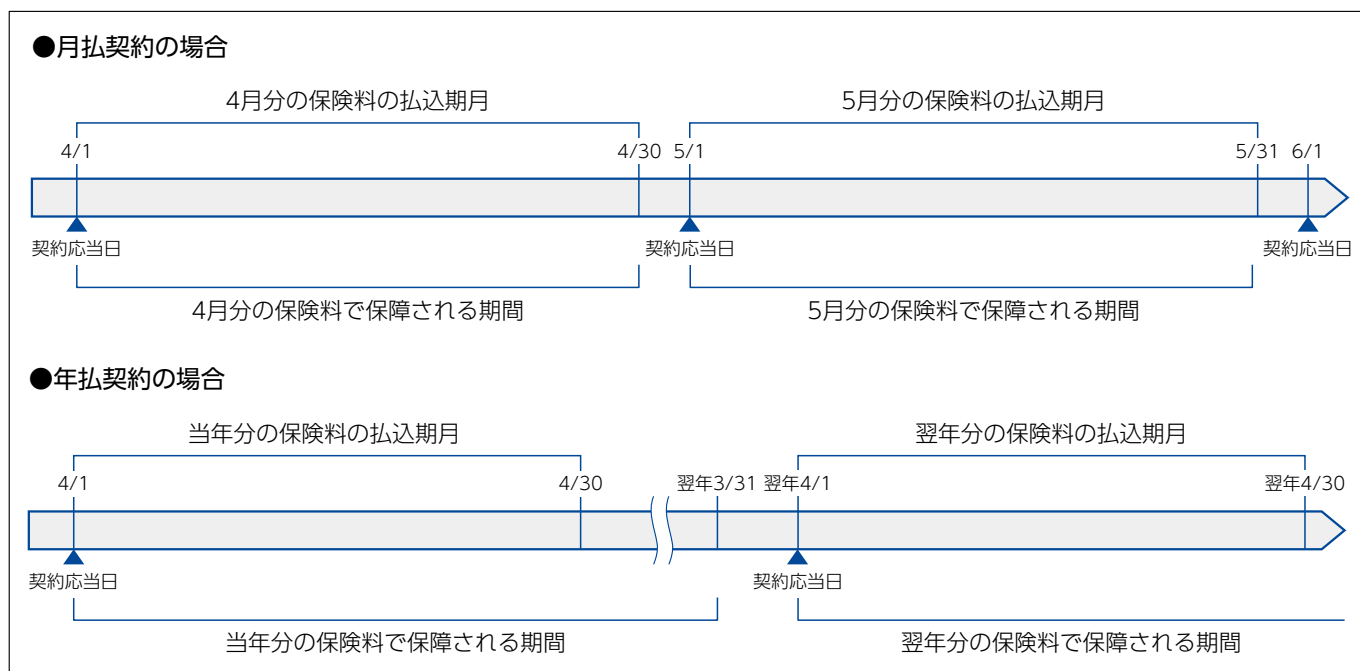 ●月払契約の場合
4月分の保険料の払込期月
5月分の保険料の払込期月
4/1
4/30
5/1
5/31
6/1
契約応当日
契約応当日
契約応当日
4月分の保険料で保障される期間
5月分の保険料で保障される期間
●年払契約の場合
当年分の保険料の払込期月
翌年分の保険料の払込期月
4/1
4/30
翌年3/31
翌年4/1
翌年4/30
契約応当日
契約応当日
当年分の保険料で保障される期間
翌年分の保険料で保障される期間